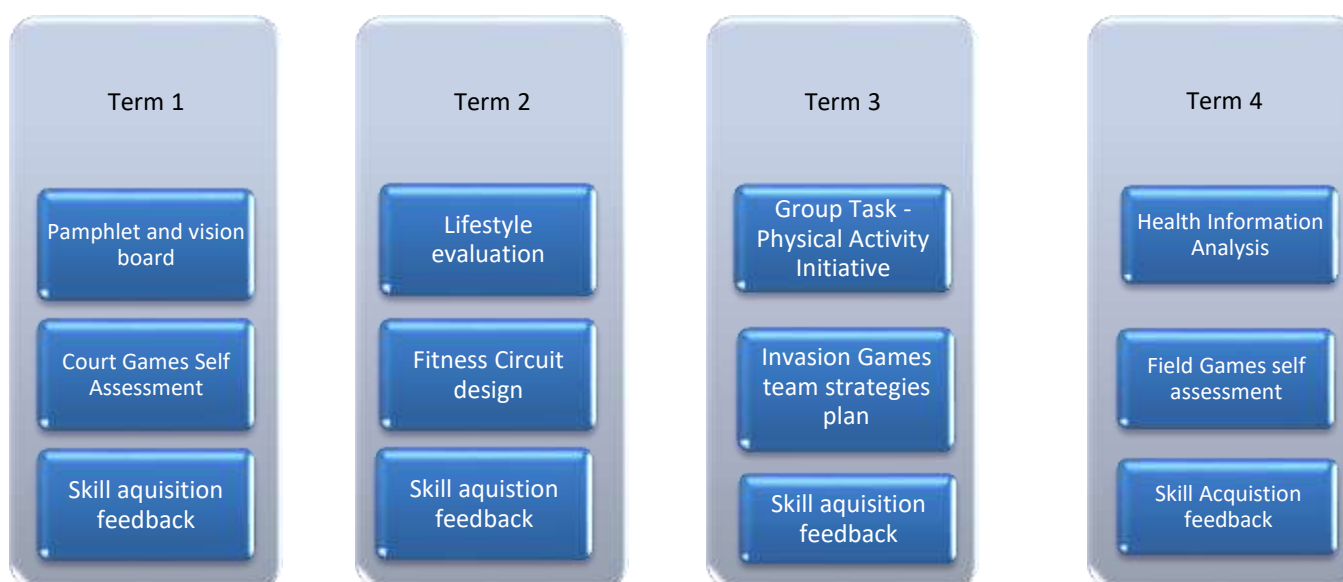 Term 1
Pamphlet and vision
board
Court Games Self
Assessment
Skill aquisition
feedback
Term 2
Lifestyle
evaluation
Fitness Circuit
design
Skill aquistion
feedback
Term 3
Group Task -
Physical Activity
Initiative
Invasion Games
team strategies
plan
Skill aquisition
feedback
Term 4
Health Information
Analysis
Field Games self
assessment
Skill Acquistion
feedback